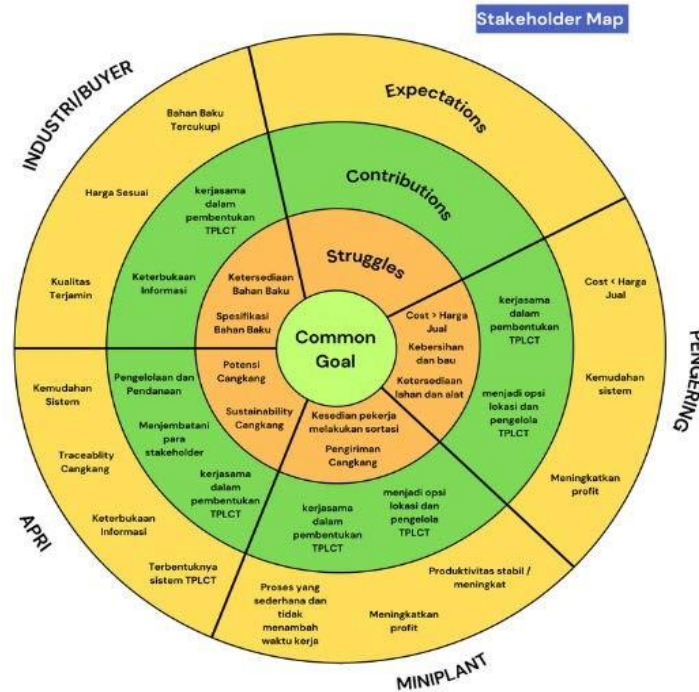 Stakeholder Map
Expectations
Contributions
Struggles
Common
Goal
INDUSTRI/BUYER
Bahan Baku
Tercukupi
Harga Sesuai
Kualitas
Terjamin
kerjasama
dalam
pembentukan
TPLCT
Keterbukaan
Informasi
Ketersediaan
Bahan Baku
Spesifikasi
Bahan Baku
PENGERING
Cost < Harga
Jual
Kemudahan
sistem
Meningkatkan
profit
kerjasama
dalam
pembentukan
TPLCT
menjadi opsi
lokasi dan
pengelola
TPLCT
Cost > Harga
Jual
Kebersihan
dan bau
Ketersediaan
lahan dan alat
MINIPLANT
Kesedian pekerja
melakukan sortasi
Pengiriman
Cangkang
kerjasama
dalam
pembentukan
TPLCT
menjadi opsi
lokasi dan
pengelola
TPLCT
Proses yang
sederhana dan
tidak
menambah
waktu kerja
Meningkatkan
profit
Produktivitas stabil /
meningkat
APRI
Potensi
Cangkang
Sustainability
Cangkang
Pengelolaan dan
Pendanaan
Menjembatani
para
stakeholder
kerjasama
dalam
pembentukan
TPLCT
Kemudahan
Sistem
Traceablity
Cangkang
Keterbukaan
Informasi
Terbentuknya
sistem TPLCT